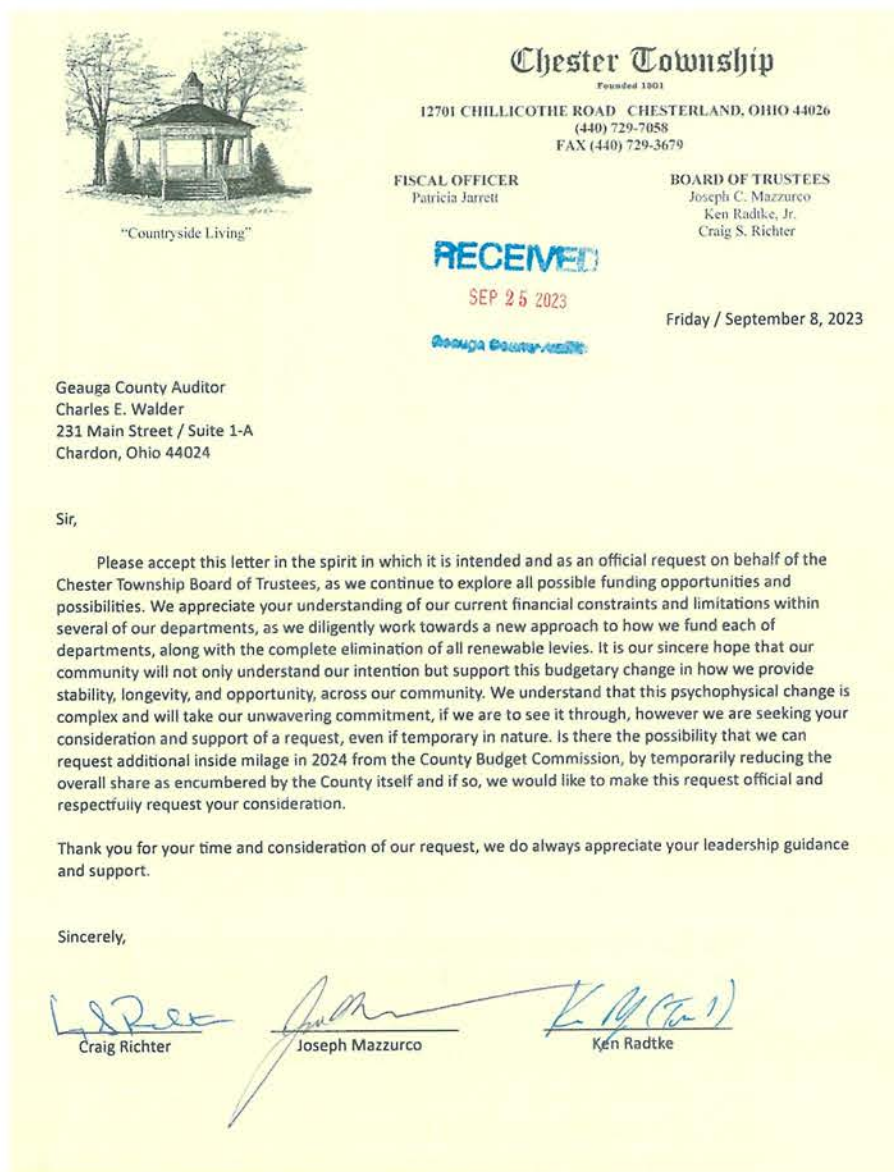 Chester Township
Founded 1801
12701 CHILLICOTHE ROAD CHESTERLAND, OHIO 44026
(440) 729-7058
FAX (440) 729-3679
FISCAL OFFICER
Patricia Jarrett
BOARD OF TRUSTEES
Joseph C. Mazzurco
Ken Radtke, Jr.
Craig S. Richter
"Countryside Living"
RECEIVED
SEP 25 2023
Geauga County
Friday / September 8, 2023
Geauga County Auditor
Charles E. Walder
231 Main Street / Suite 1-A
Chardon, Ohio 44024
Sir,
Please accept this letter in the spirit in which it is intended and as an official request on behalf of the
Chester Township Board of Trustees, as we continue to explore all possible funding opportunities and
possibilities. We appreciate your understanding of our current financial constraints and limitations within
several of our departments, as we diligently work towards a new approach to how we fund each of
departments, along with the complete elimination of all renewable levies. It is our sincere hope that our
community will not only understand our intention but support this budgetary change in how we provide
stability, longevity, and opportunity, across our community. We understand that this psychophysical change is
complex and will take our unwavering commitment, if we are to see it through, however we are seeking your
consideration and support of a request, even if temporary in nature. Is there the possibility that we can
request additional inside milage in 2024 from the County Budget Commission, by temporarily reducing the
overall share as encumbered by the County itself and if so, we would like to make this request official and
respectfully request your consideration.
Thank you for your time and consideration of our request, we do always appreciate your leadership guidance
and support.
Sincerely,
Craig Richter
Joseph Mazzurco
Ken Radtke